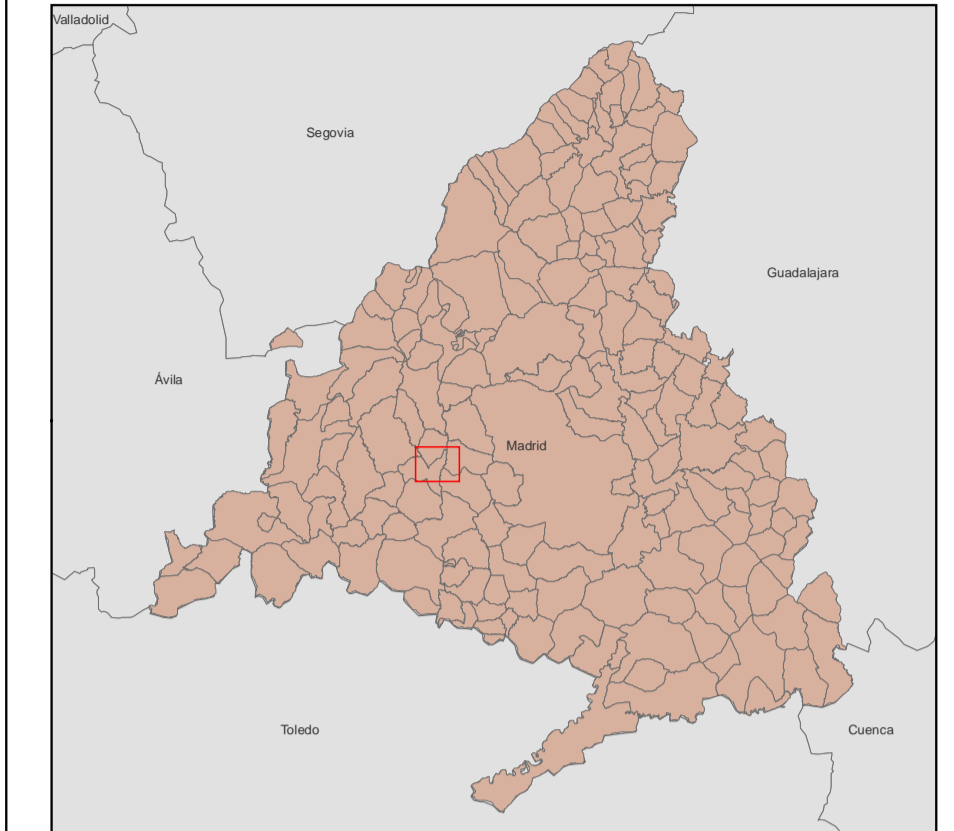 Valladolid
Segovia
Guadalajara
Ávila
Madrid
Toledo
Cuenca